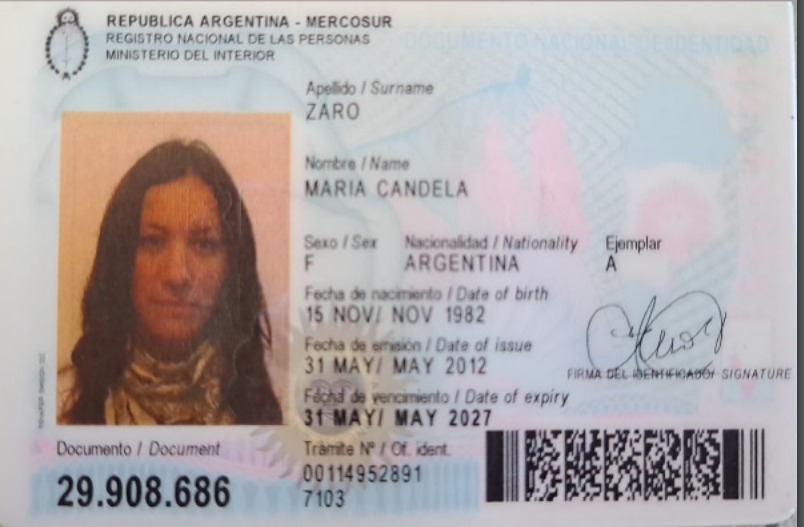 REPUBLICA ARGENTINA - MERCOSUR
REGISTRO NACIONAL DE LAS PERSONAS
MINISTERIO DEL INTERIOR
DOCUMENTO NACIONAL DE IDENTIDAD
Apellido / Surname
ZARO
Nombre / Name
MARIA CANDELA
Sexo / Sex Nacionalidad / Nationality Ejemplar
F ARGENTINA A
Fecha de nacimiento / Date of birth
15 NOV/ NOV 1982
Fecha de emisión / Date of issue
31 MAY/ MAY 2012
FIRMA DEL IDENTIFICADO/ SIGNATURE
Fecha de vencimiento / Date of expiry
31 MAY/ MAY 2027
Documento / Document
29.908.686
Trámite Nº / Of. ident.
00114952891
7103